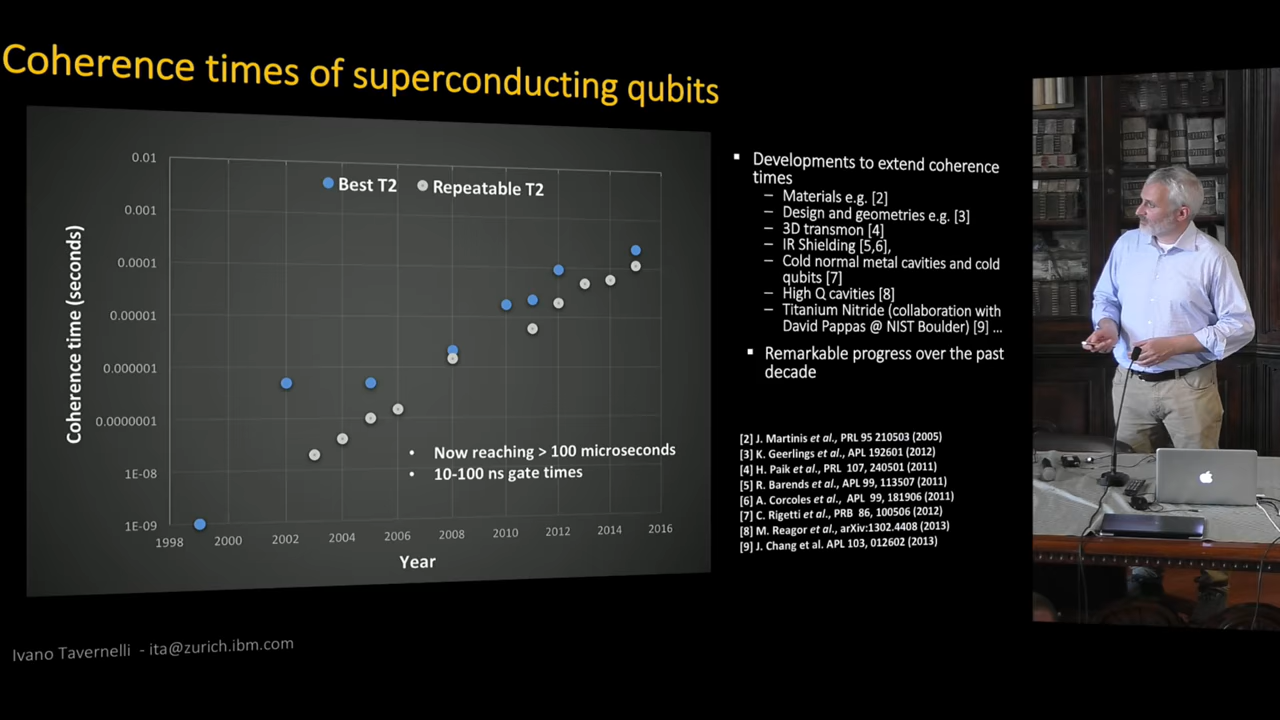 Coherence times of superconducting qubits
0.01
0.001
0.0001
0.00001
0.000001
0.0000001
1E-08
1E-09
Coherence time (seconds)
Best T2
Repeatable T2
• Now reaching > 100 microseconds
• 10-100 ns gate times
1998 2000 2002 2004 2006 2008 2010 2012 2014 2016
Year
▪ Developments to extend coherence
times
– Materials e.g. [2]
– Design and geometries e.g. [3]
– 3D transmon [4]
– IR Shielding [5,6],
– Cold normal metal cavities and cold
qubits [7]
– High Q cavities [8]
– Titanium Nitride (collaboration with
David Pappas @ NIST Boulder) [9] ...
▪ Remarkable progress over the past
decade
[2] J. Martinis et al., PRL 95 210503 (2005)
[3] K. Geerlings et al., APL 192601 (2012)
[4] H. Paik et al., PRL 107, 240501 (2011)
[5] R. Barends et al., APL 99, 113507 (2011)
[6] A. Corcoles et al., APL 99, 181906 (2011)
[7] C. Rigetti et al., PRB 86, 100506 (2012)
[8] M. Reagor et al., arXiv:1302.4408 (2013)
[9] J. Chang et al. APL 103, 012602 (2013)
Ivano Tavernelli - ita@zurich.ibm.com